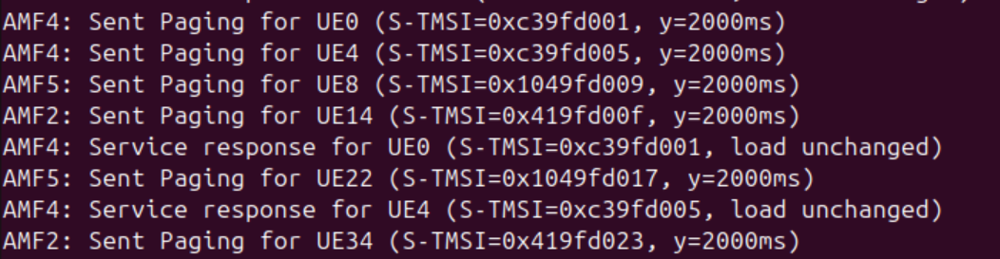 AMF4: Sent Paging for UE0 (S-TMSI=0xc39fd001, y=2000ms)
AMF4: Sent Paging for UE4 (S-TMSI=0xc39fd005, y=2000ms)
AMF5: Sent Paging for UE8 (S-TMSI=0x1049fd009, y=2000ms)
AMF2: Sent Paging for UE14 (S-TMSI=0x419fd00f, y=2000ms)
AMF4: Service response for UE0 (S-TMSI=0xc39fd001, load unchanged)
AMF5: Sent Paging for UE22 (S-TMSI=0x1049fd017, y=2000ms)
AMF4: Service response for UE4 (S-TMSI=0xc39fd005, load unchanged)
AMF2: Sent Paging for UE34 (S-TMSI=0x419fd023, y=2000ms)